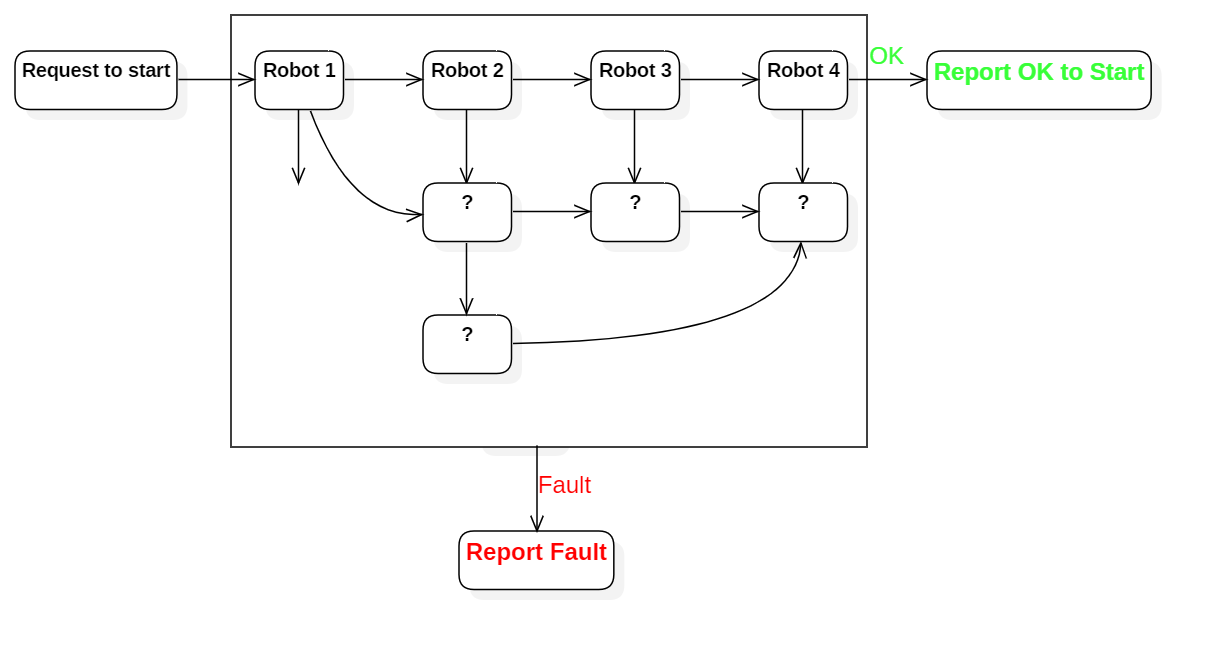 Request to start
Robot 1
Robot 2
Robot 3
Robot 4
OK
Report OK to Start
?
?
?
?
Fault
Report Fault